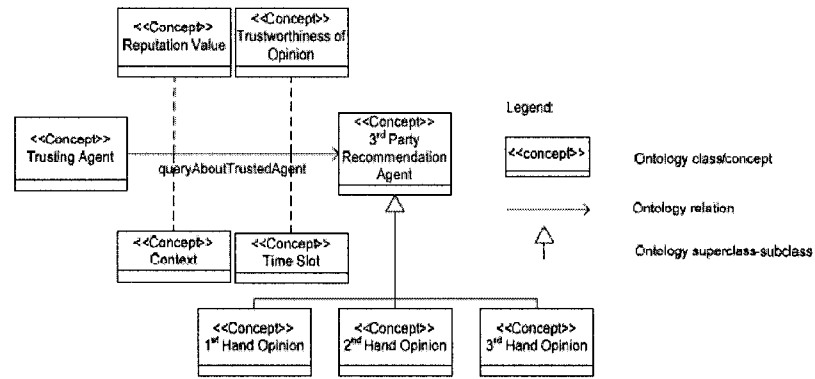 <<Concept>>
Reputation Value
<<Concept>>
Trustworthiness of
Opinion
<<Concept>>
Trusting Agent
queryAboutTrustedAgent
<<Concept>>
3rd Party
Recommendation
Agent
<<Concept>>
Context
<<Concept>>
Time Slot
<<Concept>>
1st Hand Opinion
<<Concept>>
2nd Hand Opinion
<<Concept>>
3rd Hand Opinion
Legend:
<<concept>>
Ontology class/concept
Ontology relation
Ontology superclass-subclass